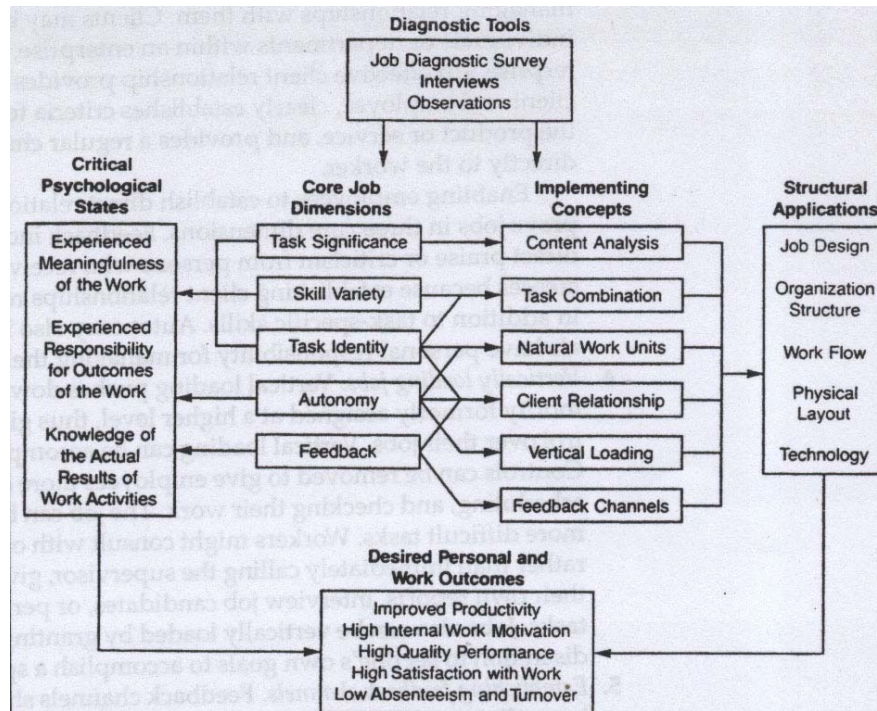 Diagnostic Tools
Job Diagnostic Survey
Interviews
Observations
Critical
Psychological
States
Experienced
Meaningfulness
of the Work
Experienced
Responsibility
for Outcomes
of the Work
Knowledge of
the Actual
Results of
Work Activities
Core Job
Dimensions
Task Significance
Skill Variety
Task Identity
Autonomy
Feedback
Implementing
Concepts
Content Analysis
Task Combination
Natural Work Units
Client Relationship
Vertical Loading
Feedback Channels
Structural
Applications
Job Design
Organization
Structure
Work Flow
Physical
Layout
Technology
Desired Personal and
Work Outcomes
Improved Productivity
High Internal Work Motivation
High Quality Performance
High Satisfaction with Work
Low Absenteeism and Turnover